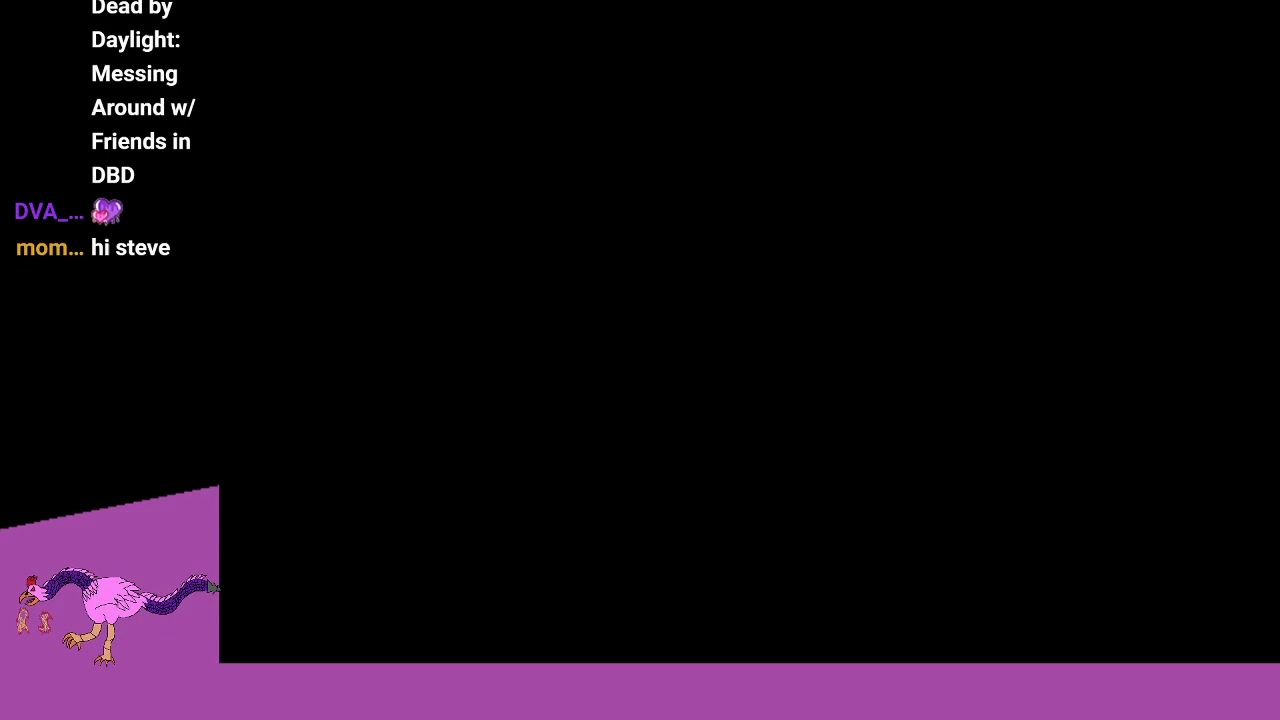 Dead by
Daylight:
Messing
Around w/
Friends in
DBD
DVA_...
mom... hi steve